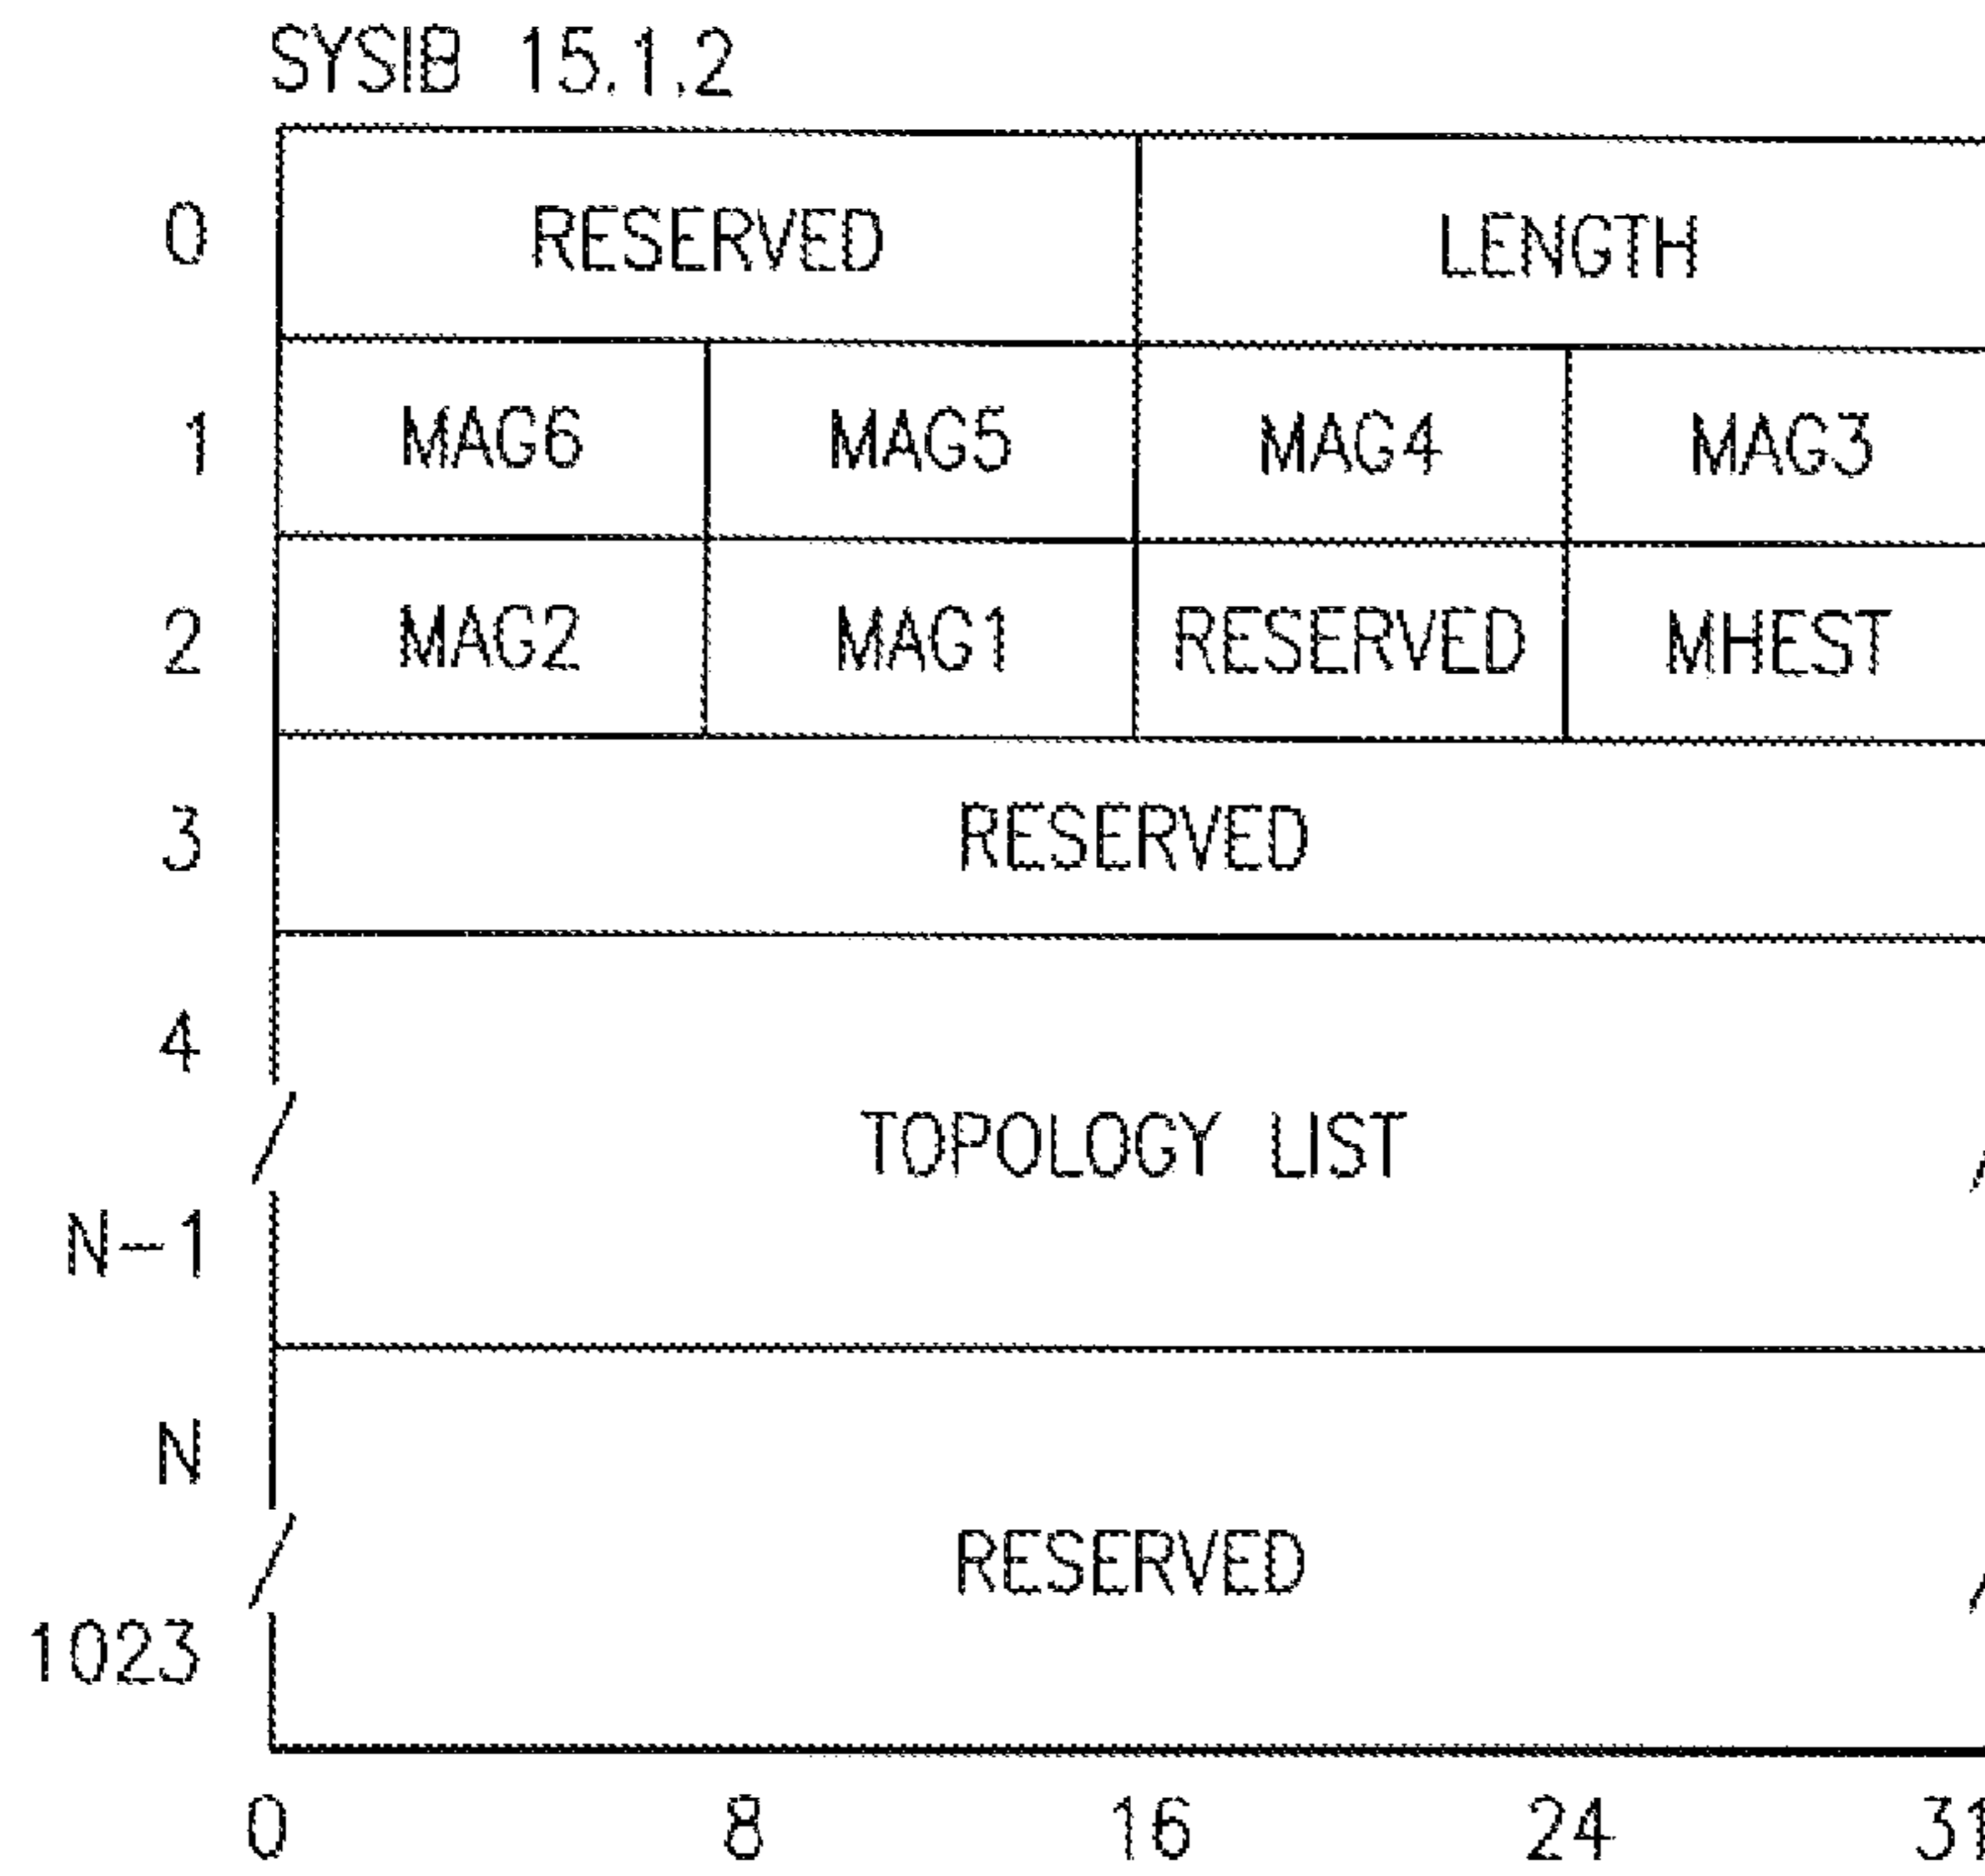 SYSIB 15.1.2
0 RESERVED LENGTH
1 MAG6 MAG5 MAG4 MAG3
2 MAG2 MAG1 RESERVED MHEST
3 RESERVED
4
TOPOLOGY LIST
N-1
N
RESERVED
1023
0 8 16 24 31